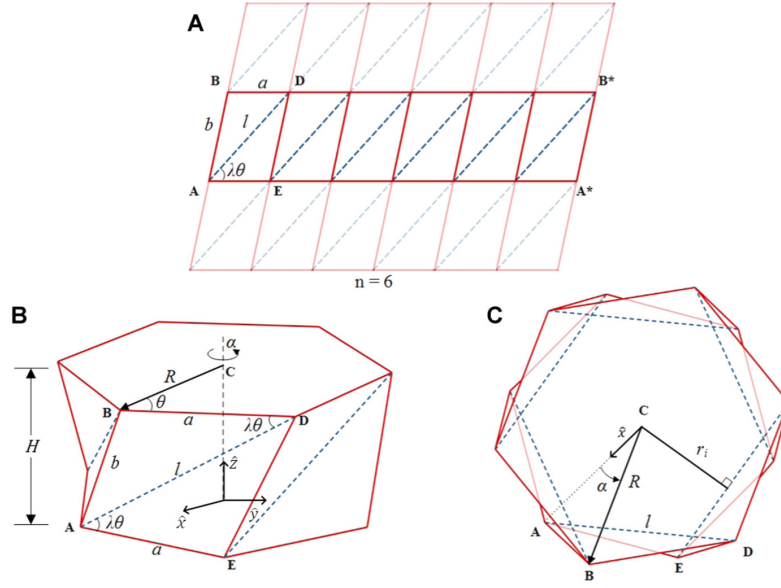 A
B a D B*
b l
λθ
A E A*
n = 6
B
α
R C
B θ
a D
λθ
H b l ẑ
x̂ ŷ
A λθ
a
E
C
C
x̂ r_i
α R
A l
B E D